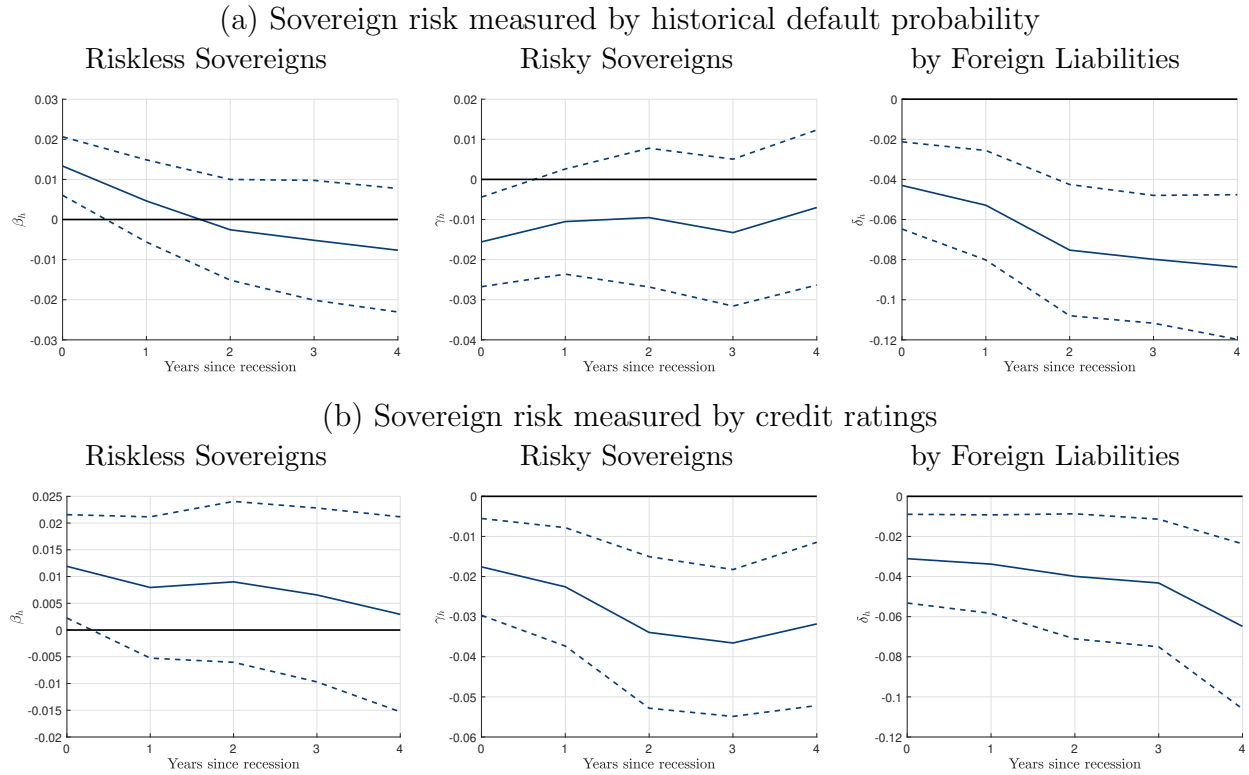 (a) Sovereign risk measured by historical default probability
Riskless Sovereigns
Risky Sovereigns
by Foreign Liabilities
0.03
0.02
0.01
0
-0.01
-0.02
-0.03
β_h
0 1 2 3 4
Years since recession
0.02
0.01
0
-0.01
-0.02
-0.03
-0.04
γ_h
0 1 2 3 4
Years since recession
0
-0.02
-0.04
-0.06
-0.08
-0.1
-0.12
δ_h
0 1 2 3 4
Years since recession
(b) Sovereign risk measured by credit ratings
Riskless Sovereigns
Risky Sovereigns
by Foreign Liabilities
0.025
0.02
0.015
0.01
0.005
0
-0.005
-0.01
-0.015
-0.02
β_h
0 1 2 3 4
Years since recession
0
-0.01
-0.02
-0.03
-0.04
-0.05
-0.06
γ_h
0 1 2 3 4
Years since recession
0
-0.02
-0.04
-0.06
-0.08
-0.1
-0.12
δ_h
0 1 2 3 4
Years since recession